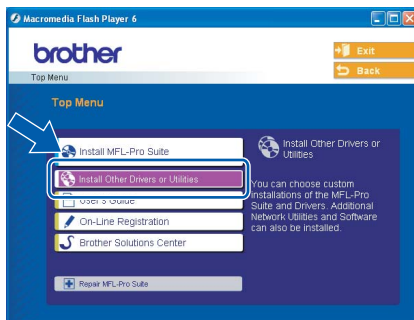 Macromedia Flash Player 6
brother
Exit
Back
Top Menu
Top Menu
Install MFL-Pro Suite
Install Other Drivers or Utilities
User's Guide
On-Line Registration
Brother Solutions Center
Repair MFL-Pro Suite
Install Other Drivers or
Utilities
You can choose custom
installations of the MFL-Pro
Suite and Drivers. Additional
Network Utilities and Software
can also be installed.